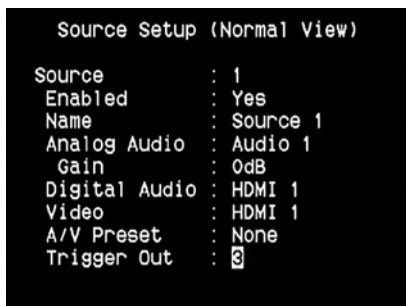 Source Setup (Normal View)
Source : 1
Enabled : Yes
Name : Source 1
Analog Audio : Audio 1
Gain : 0dB
Digital Audio : HDMI 1
Video : HDMI 1
A/V Preset : None
Trigger Out : 3